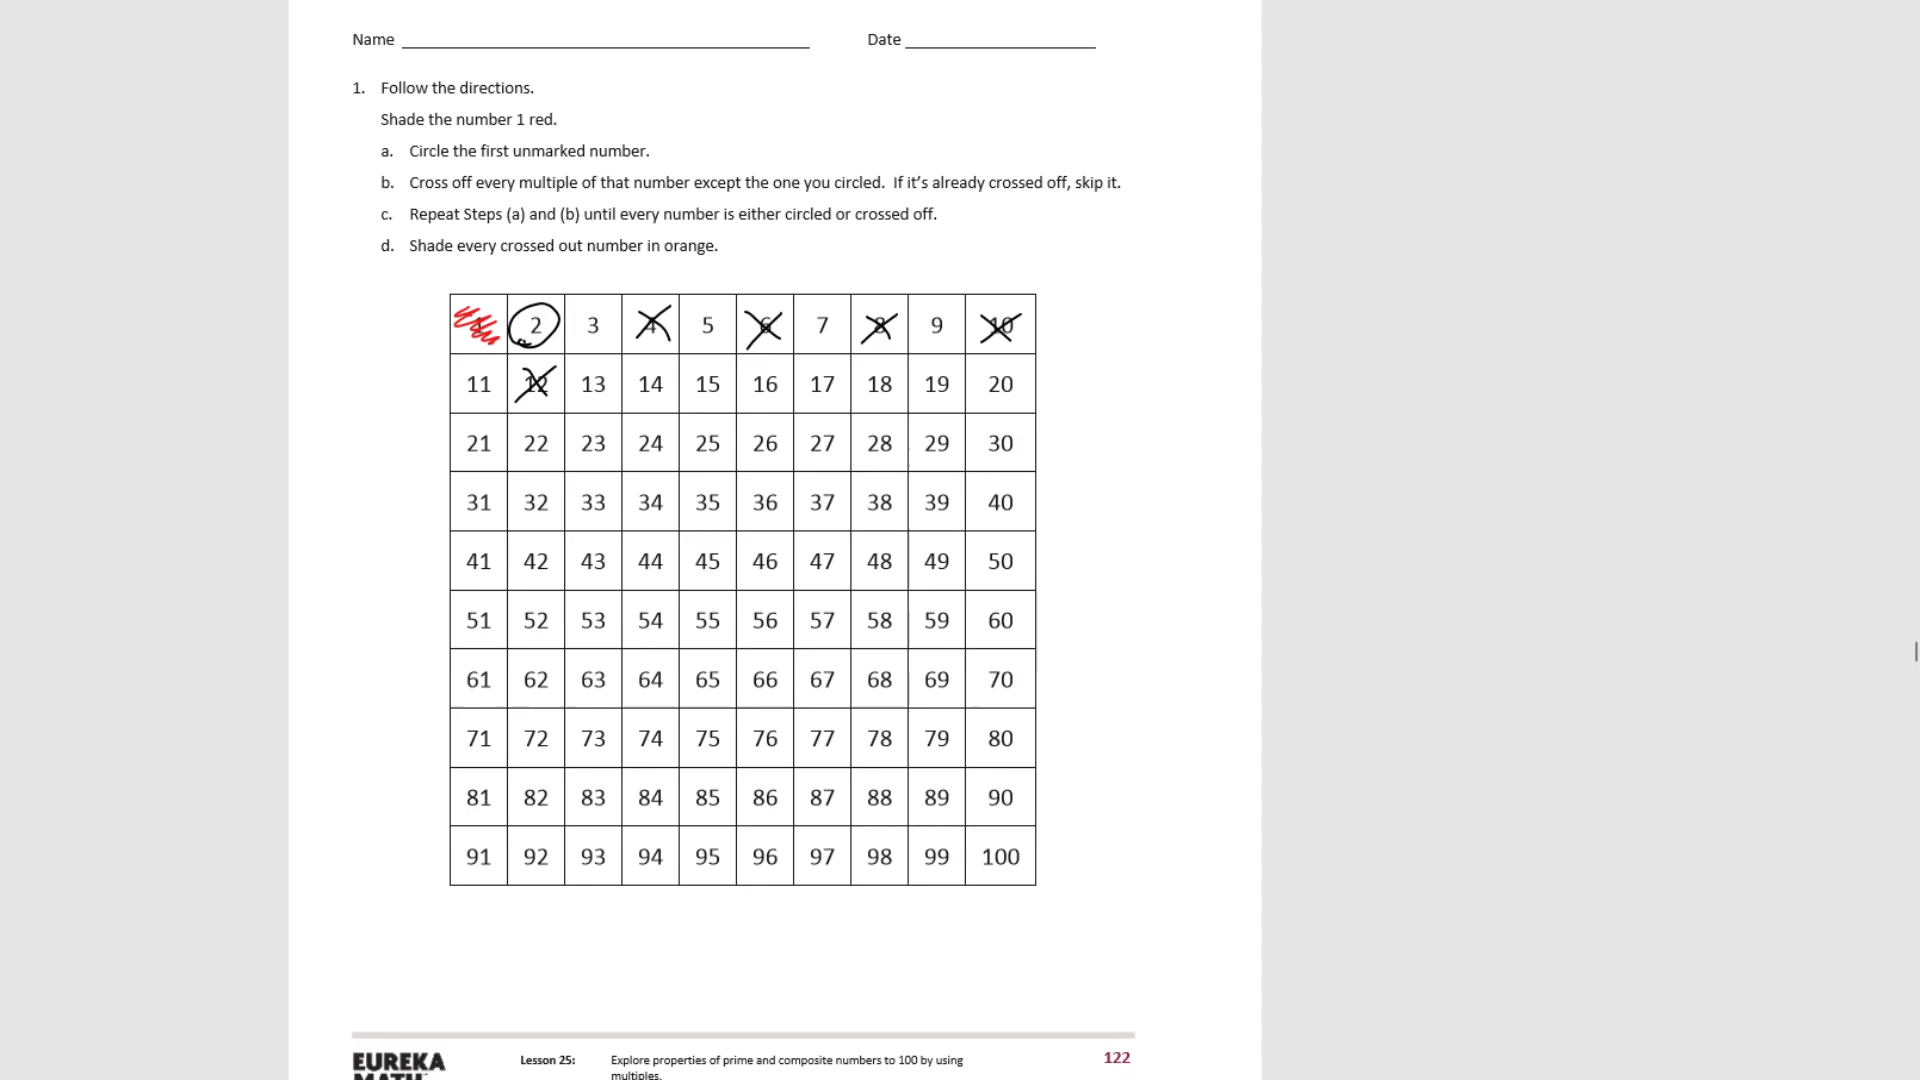 Name Date
1. Follow the directions.
Shade the number 1 red.
a. Circle the first unmarked number.
b. Cross off every multiple of that number except the one you circled. If it's already crossed off, skip it.
c. Repeat Steps (a) and (b) until every number is either circled or crossed off.
d. Shade every crossed out number in orange.
2 3 4 5 6 7 8 9 10
11 12 13 14 15 16 17 18 19 20
21 22 23 24 25 26 27 28 29 30
31 32 33 34 35 36 37 38 39 40
41 42 43 44 45 46 47 48 49 50
51 52 53 54 55 56 57 58 59 60
61 62 63 64 65 66 67 68 69 70
71 72 73 74 75 76 77 78 79 80
81 82 83 84 85 86 87 88 89 90
91 92 93 94 95 96 97 98 99 100
EUREKA
MATH
Lesson 25: Explore properties of prime and composite numbers to 100 by using
multiples.
122